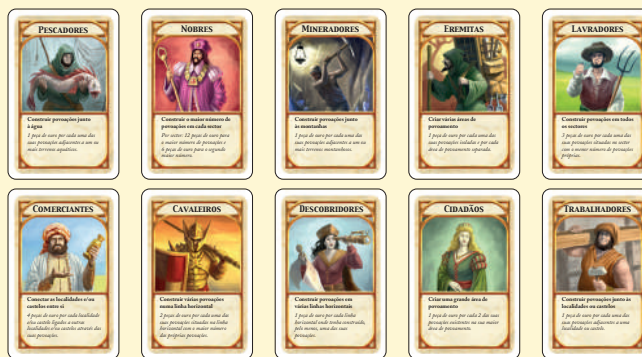 PESCADORES
Construir povoações junto
à água
1 peça de ouro por cada uma das
suas povoações adjacentes a um ou
mais terrenos aquáticos.
NOBRES
Construir o maior número de
povoações em cada sector
Por sector: 12 peças de ouro para
o maior número de povoações e
6 peças de ouro para o segundo
maior número.
MINERADORES
Construir povoações junto
às montanhas
1 peça de ouro por cada uma das
suas povoações adjacentes a um ou
mais terrenos montanhosos.
EREMITAS
Criar várias áreas de
povoamento
1 peça de ouro por cada uma das
suas povoações isoladas e por cada
área de povoamento separada.
LAVRADORES
Construir povoações em todos
os sectores
3 peças de ouro por cada uma das
suas povoações situadas no sector
com o menor número de povoações
próprias.
COMERCIANTES
Conectar as localidades e/ou
castelos entre si
4 peças de ouro por cada localidade
e/ou castelo ligados a outras
localidades e/ou castelos através das
suas povoações.
CAVALEIROS
Construir várias povoações
numa linha horizontal
2 peças de ouro por cada uma das
suas povoações situadas na linha
horizontal com o maior número
das próprias povoações.
DESCOBRIDORES
Construir povoações em
várias linhas horizontais
1 peça de ouro por cada linha
horizontal onde tenha construído,
pelo menos, uma das suas
povoações.
CIDADÃOS
Criar uma grande área de
povoamento
1 peça de ouro por cada 2 das suas
povoações existentes na sua maior
área de povoamento.
TRABALHADORES
Construir povoações junto às
localidades ou castelos
1 peça de ouro por cada uma das
suas povoações adjacentes a uma
localidade ou castelo.